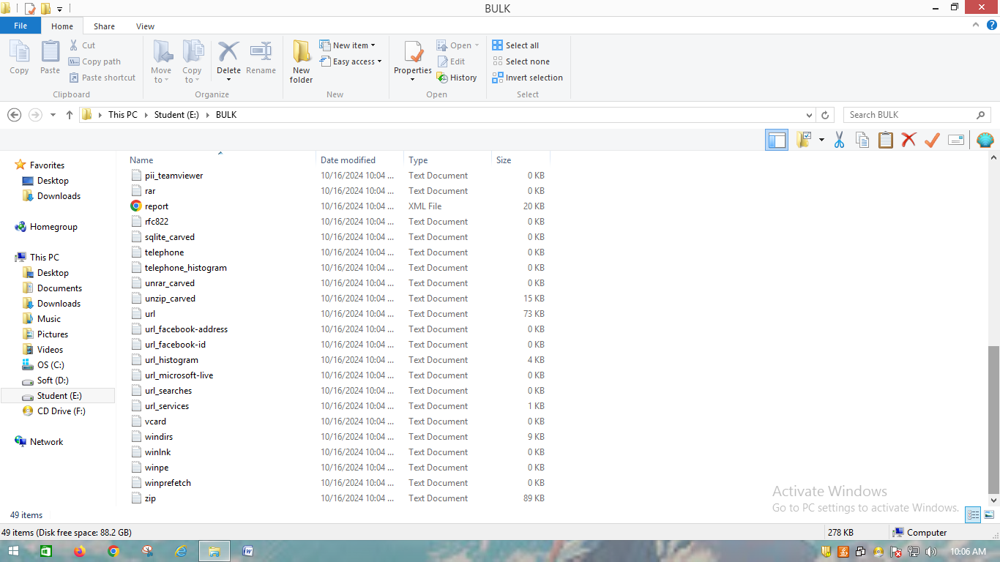 BULK
File Home Share View
Copy
Paste
Cut
Copy path
Paste shortcut
Clipboard
Move to
Copy to
Delete
Rename
Organize
New folder
New item
Easy access
New
Properties
Open
Edit
History
Open
Select all
Select none
Invert selection
Select
This PC Student (E:) BULK
Search BULK
Favorites
Desktop
Downloads
Homegroup
This PC
Desktop
Documents
Downloads
Music
Pictures
Videos
OS (C:)
Soft (D:)
Student (E:)
CD Drive (F:)
Network
Name Date modified Type Size
pii_teamviewer 10/16/2024 10:04 ... Text Document 0 KB
rar 10/16/2024 10:04 ... Text Document 0 KB
report 10/16/2024 10:04 ... XML File 20 KB
rfc822 10/16/2024 10:04 ... Text Document 0 KB
sqlite_carved 10/16/2024 10:04 ... Text Document 0 KB
telephone 10/16/2024 10:04 ... Text Document 0 KB
telephone_histogram 10/16/2024 10:04 ... Text Document 0 KB
unrar_carved 10/16/2024 10:04 ... Text Document 0 KB
unzip_carved 10/16/2024 10:04 ... Text Document 15 KB
url 10/16/2024 10:04 ... Text Document 73 KB
url_facebook-address 10/16/2024 10:04 ... Text Document 0 KB
url_facebook-id 10/16/2024 10:04 ... Text Document 0 KB
url_histogram 10/16/2024 10:04 ... Text Document 4 KB
url_microsoft-live 10/16/2024 10:04 ... Text Document 0 KB
url_searches 10/16/2024 10:04 ... Text Document 0 KB
url_services 10/16/2024 10:04 ... Text Document 1 KB
vcard 10/16/2024 10:04 ... Text Document 0 KB
windirs 10/16/2024 10:04 ... Text Document 9 KB
winlnk 10/16/2024 10:04 ... Text Document 0 KB
winpe 10/16/2024 10:04 ... Text Document 0 KB
winprefetch 10/16/2024 10:04 ... Text Document 0 KB
zip 10/16/2024 10:04 ... Text Document 89 KB
Activate Windows
Go to PC settings to activate Windows.
49 items
49 items (Disk free space: 88.2 GB) 278 KB Computer
10:06 AM